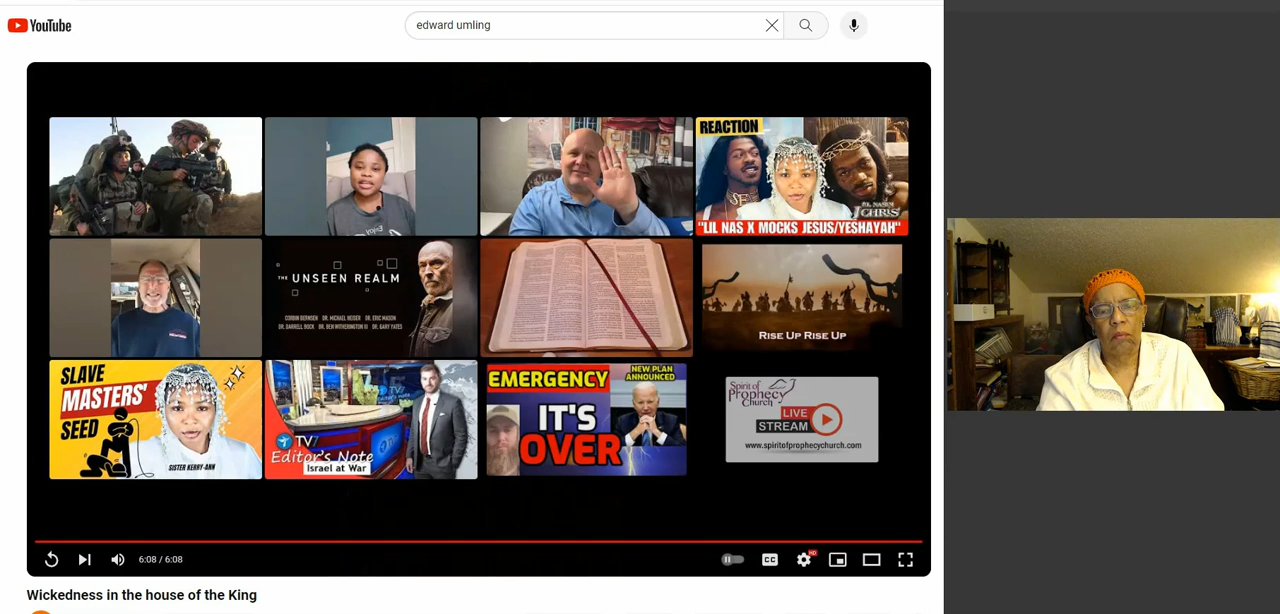 YouTube
edward umling
REACTION
"LIL NAS X MOCKS JESUS/YESHAYAH"
THE UNSEEN REALM
CORBIN BERNSEN DR. MICHAEL HEISER ERIC MASON
DR. DARRELL BOCK DR. BEN WITHERINGTON III DR. GARY YATES
RISE UP RISE UP
SLAVE
MASTERS'
SEED
SISTER KERRY-ANN
TV7
Editor's Note
Israel at War
EMERGENCY
NEW PLAN
ANNOUNCED
IT'S
OVER
Spirit of
Prophecy
Church
LIVE
STREAM
www.spiritofprophecychurch.com
6:08 / 6:08
CC
HD
Wickedness in the house of the King